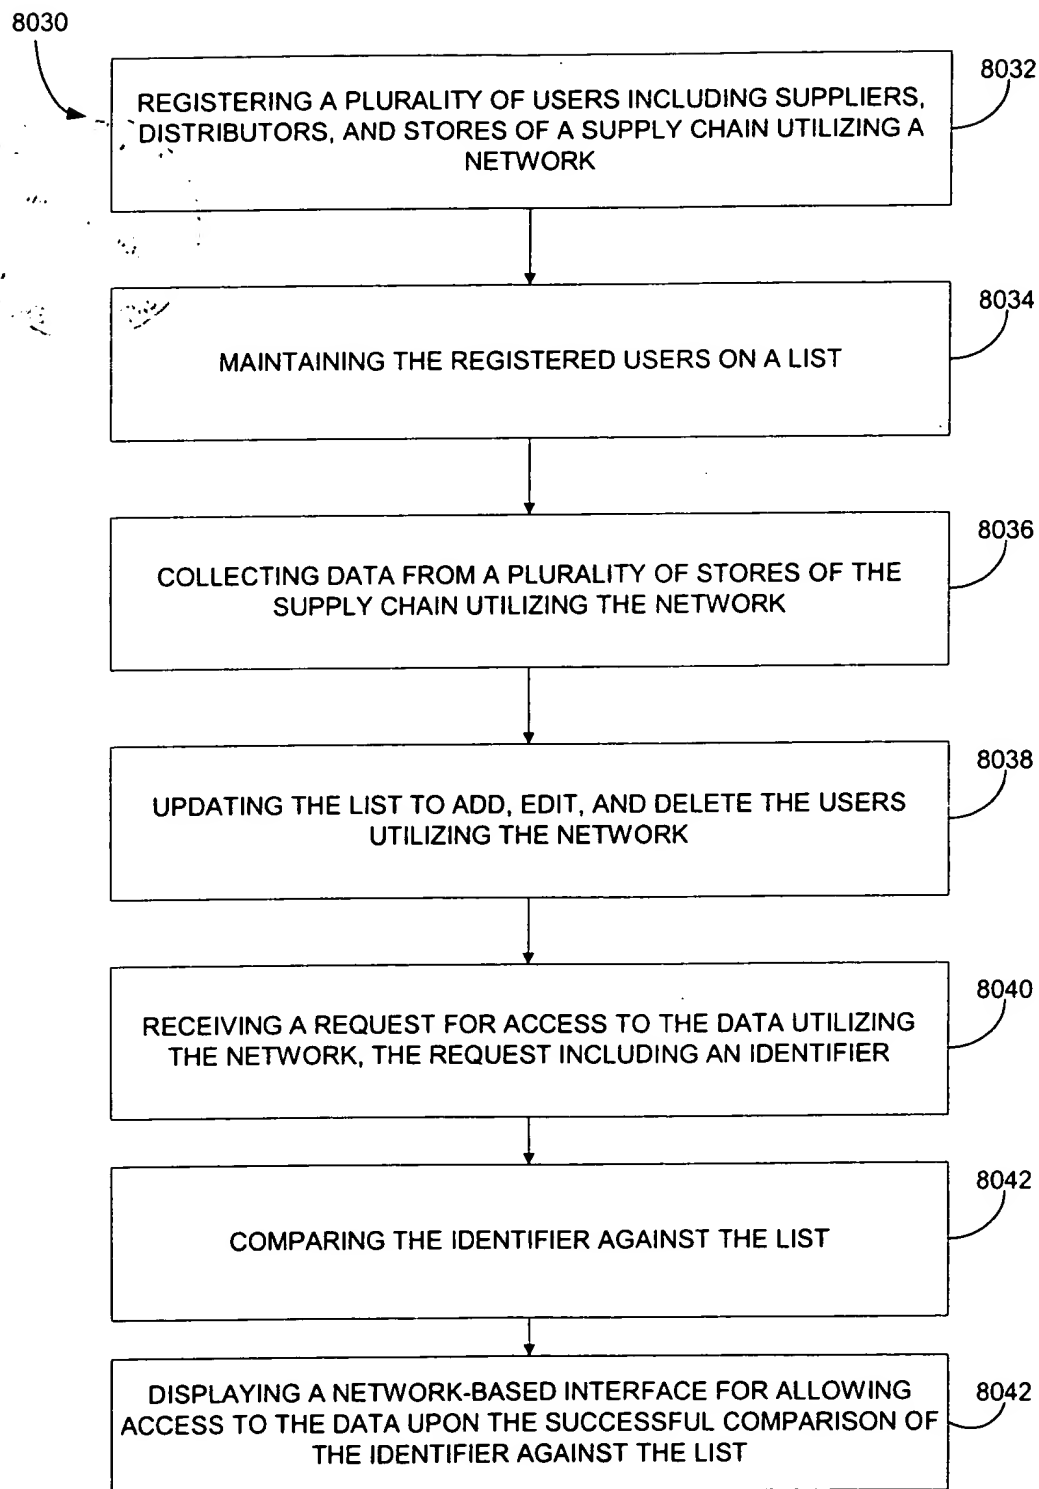 8030
8032
REGISTERING A PLURALITY OF USERS INCLUDING SUPPLIERS,
DISTRIBUTORS, AND STORES OF A SUPPLY CHAIN UTILIZING A
NETWORK
8034
MAINTAINING THE REGISTERED USERS ON A LIST
8036
COLLECTING DATA FROM A PLURALITY OF STORES OF THE
SUPPLY CHAIN UTILIZING THE NETWORK
8038
UPDATING THE LIST TO ADD, EDIT, AND DELETE THE USERS
UTILIZING THE NETWORK
8040
RECEIVING A REQUEST FOR ACCESS TO THE DATA UTILIZING
THE NETWORK, THE REQUEST INCLUDING AN IDENTIFIER
8042
COMPARING THE IDENTIFIER AGAINST THE LIST
8042
DISPLAYING A NETWORK-BASED INTERFACE FOR ALLOWING
ACCESS TO THE DATA UPON THE SUCCESSFUL COMPARISON OF
THE IDENTIFIER AGAINST THE LIST